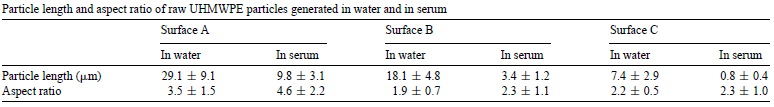 Particle length and aspect ratio of raw UHMWPE particles generated in water and in serum
Surface A Surface B Surface C
In water In serum In water In serum In water In serum
Particle length (μm) 29.1 ± 9.1 9.8 ± 3.1 18.1 ± 4.8 3.4 ± 1.2 7.4 ± 2.9 0.8 ± 0.4
Aspect ratio 3.5 ± 1.5 4.6 ± 2.2 1.9 ± 0.7 2.3 ± 1.1 2.2 ± 0.5 2.3 ± 1.0